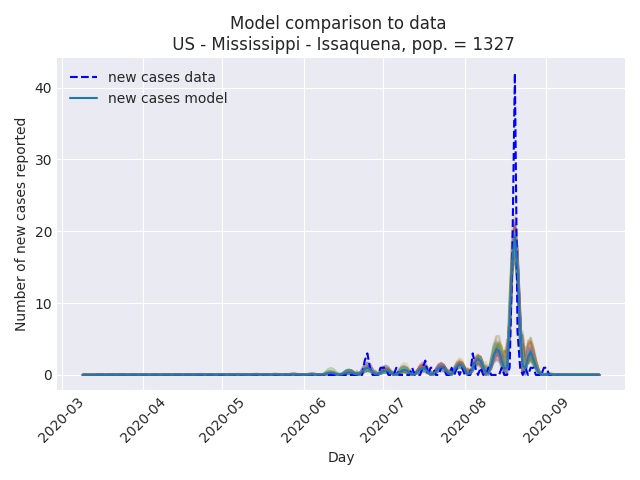 Model comparison to data
US - Mississippi - Issaquena, pop. = 1327
new cases data
new cases model
Number of new cases reported
40
30
20
10
0
2020-03
2020-04
2020-05
2020-06
2020-07
2020-08
2020-09
Day